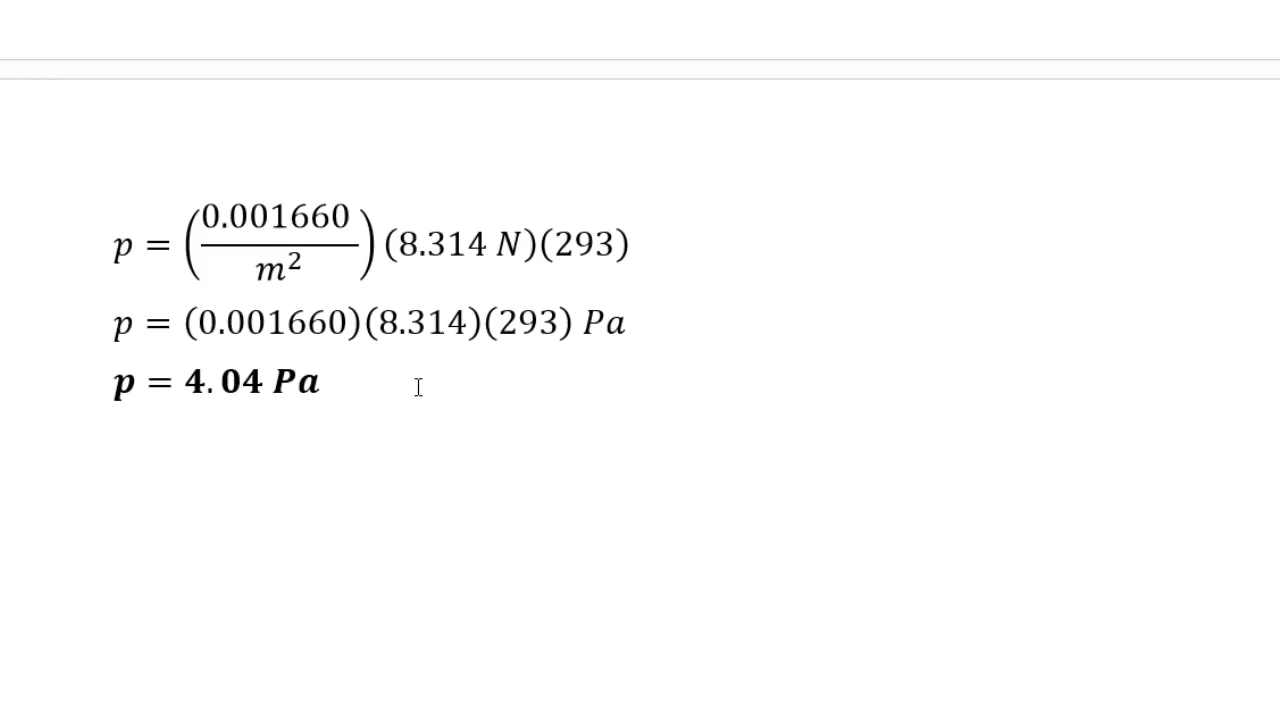 p = (0.001660/m²)(8.314 N)(293)
p = (0.001660)(8.314)(293) Pa
p = 4.04 Pa